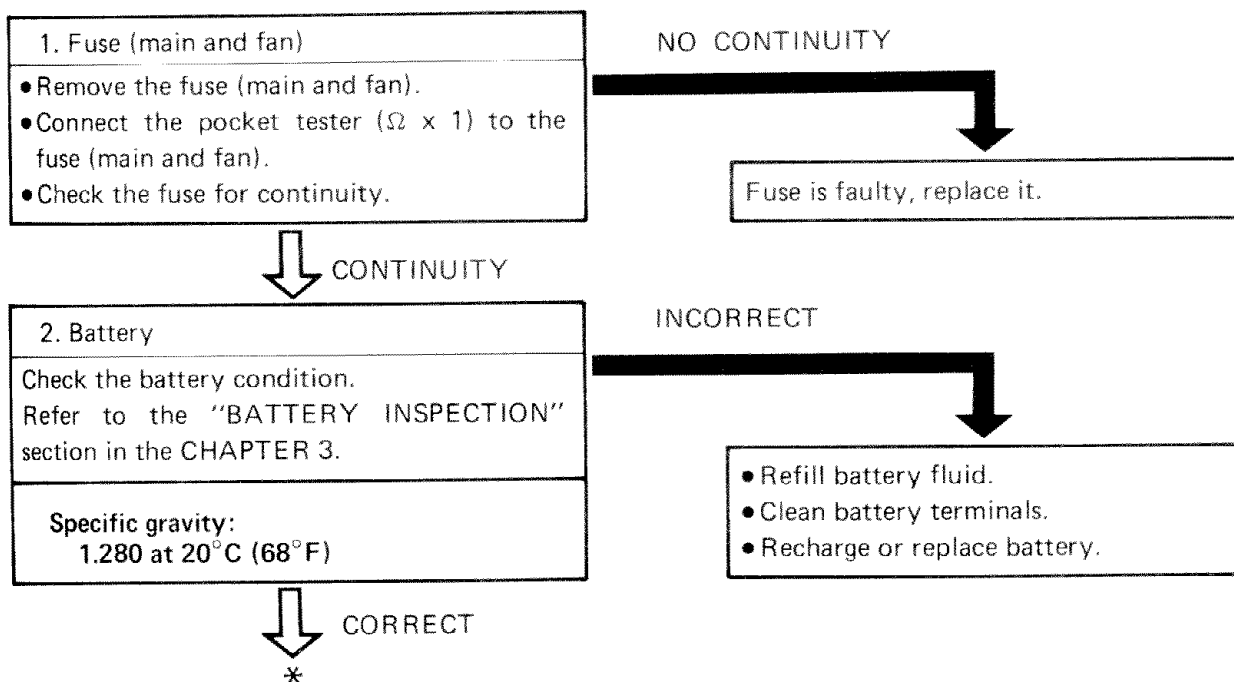 1. Fuse (main and fan)
●Remove the fuse (main and fan).
●Connect the pocket tester (Ω x 1) to the
fuse (main and fan).
●Check the fuse for continuity.
NO CONTINUITY
Fuse is faulty, replace it.
CONTINUITY
2. Battery
Check the battery condition.
Refer to the "BATTERY INSPECTION"
section in the CHAPTER 3.
Specific gravity:
1.280 at 20°C (68°F)
INCORRECT
● Refill battery fluid.
● Clean battery terminals.
● Recharge or replace battery.
CORRECT
*